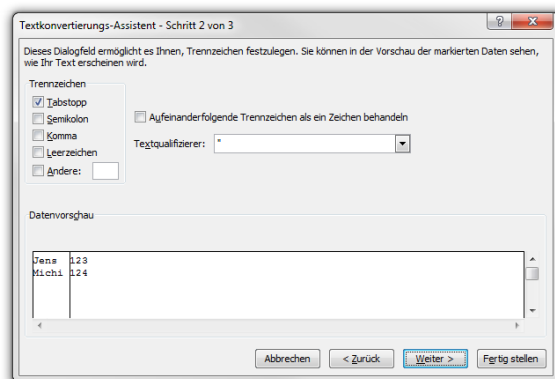 Textkonvertierungs-Assistent - Schritt 2 von 3
Dieses Dialogfeld ermöglicht es Ihnen, Trennzeichen festzulegen. Sie können in der Vorschau der markierten Daten sehen,
wie Ihr Text erscheinen wird.
Trennzeichen
Tabstopp
Semikolon
Komma
Leerzeichen
Andere:
Aufeinanderfolgende Trennzeichen als ein Zeichen behandeln
Textqualifizierer: "
Datenvorschau
Jens 123
Michi 124
Abbrechen < Zurück Weiter > Fertig stellen